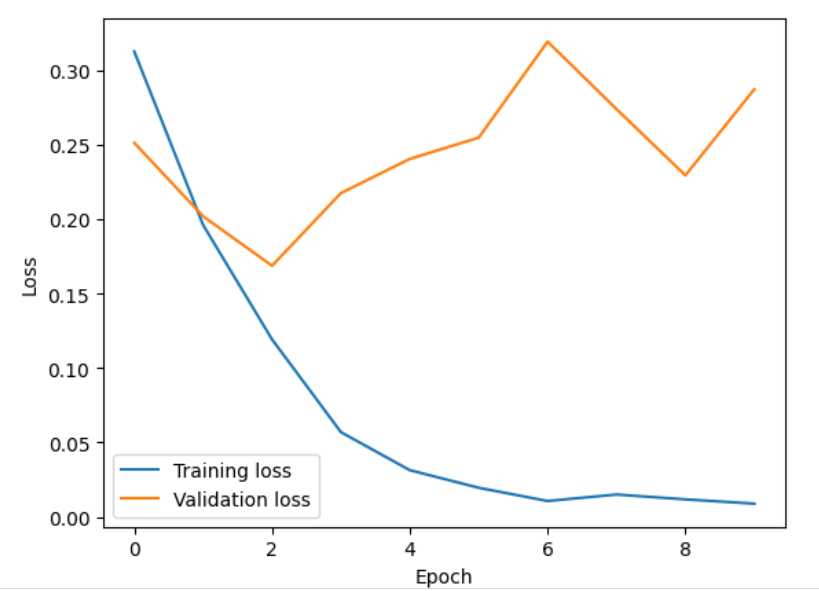 0.30
0.25
0.20
0.15
0.10
0.05
0.00
Loss
Training loss
Validation loss
0 2 4 6 8
Epoch